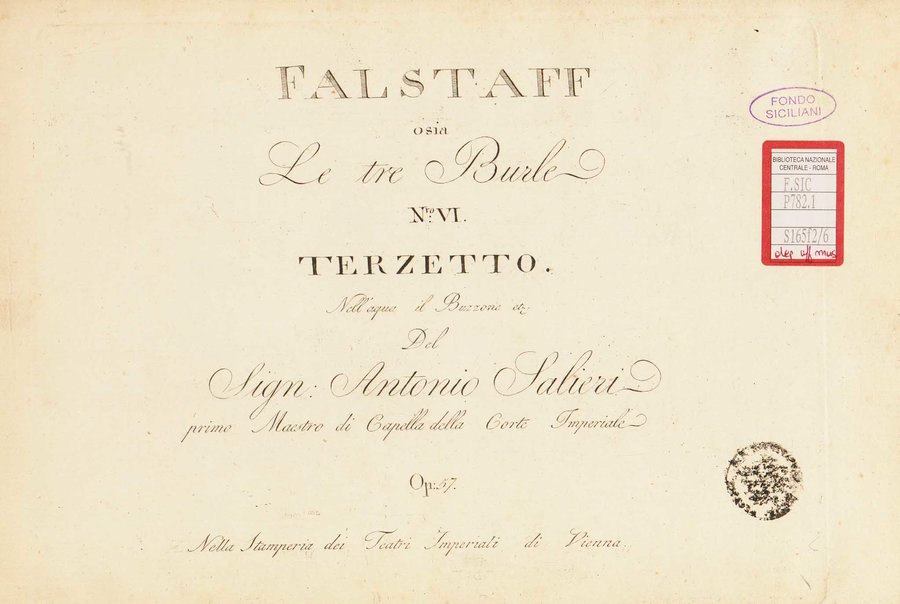 FALSTAFF
osia
Le tre Burle
N.ro VI.
TERZETTO.
Nell'aqua il Buzzone etc:
Del
Sign: Antonio Salieri
primo Maestro di Capella della Corte Imperiale
Op: 57.
Nella Stamperia dei Teatri Imperiali di Vienna.
FONDO
SICILIANI
BIBLIOTECA NAZIONALE
CENTRALE - ROMA
F.SIC
P782.1
S165f2/6